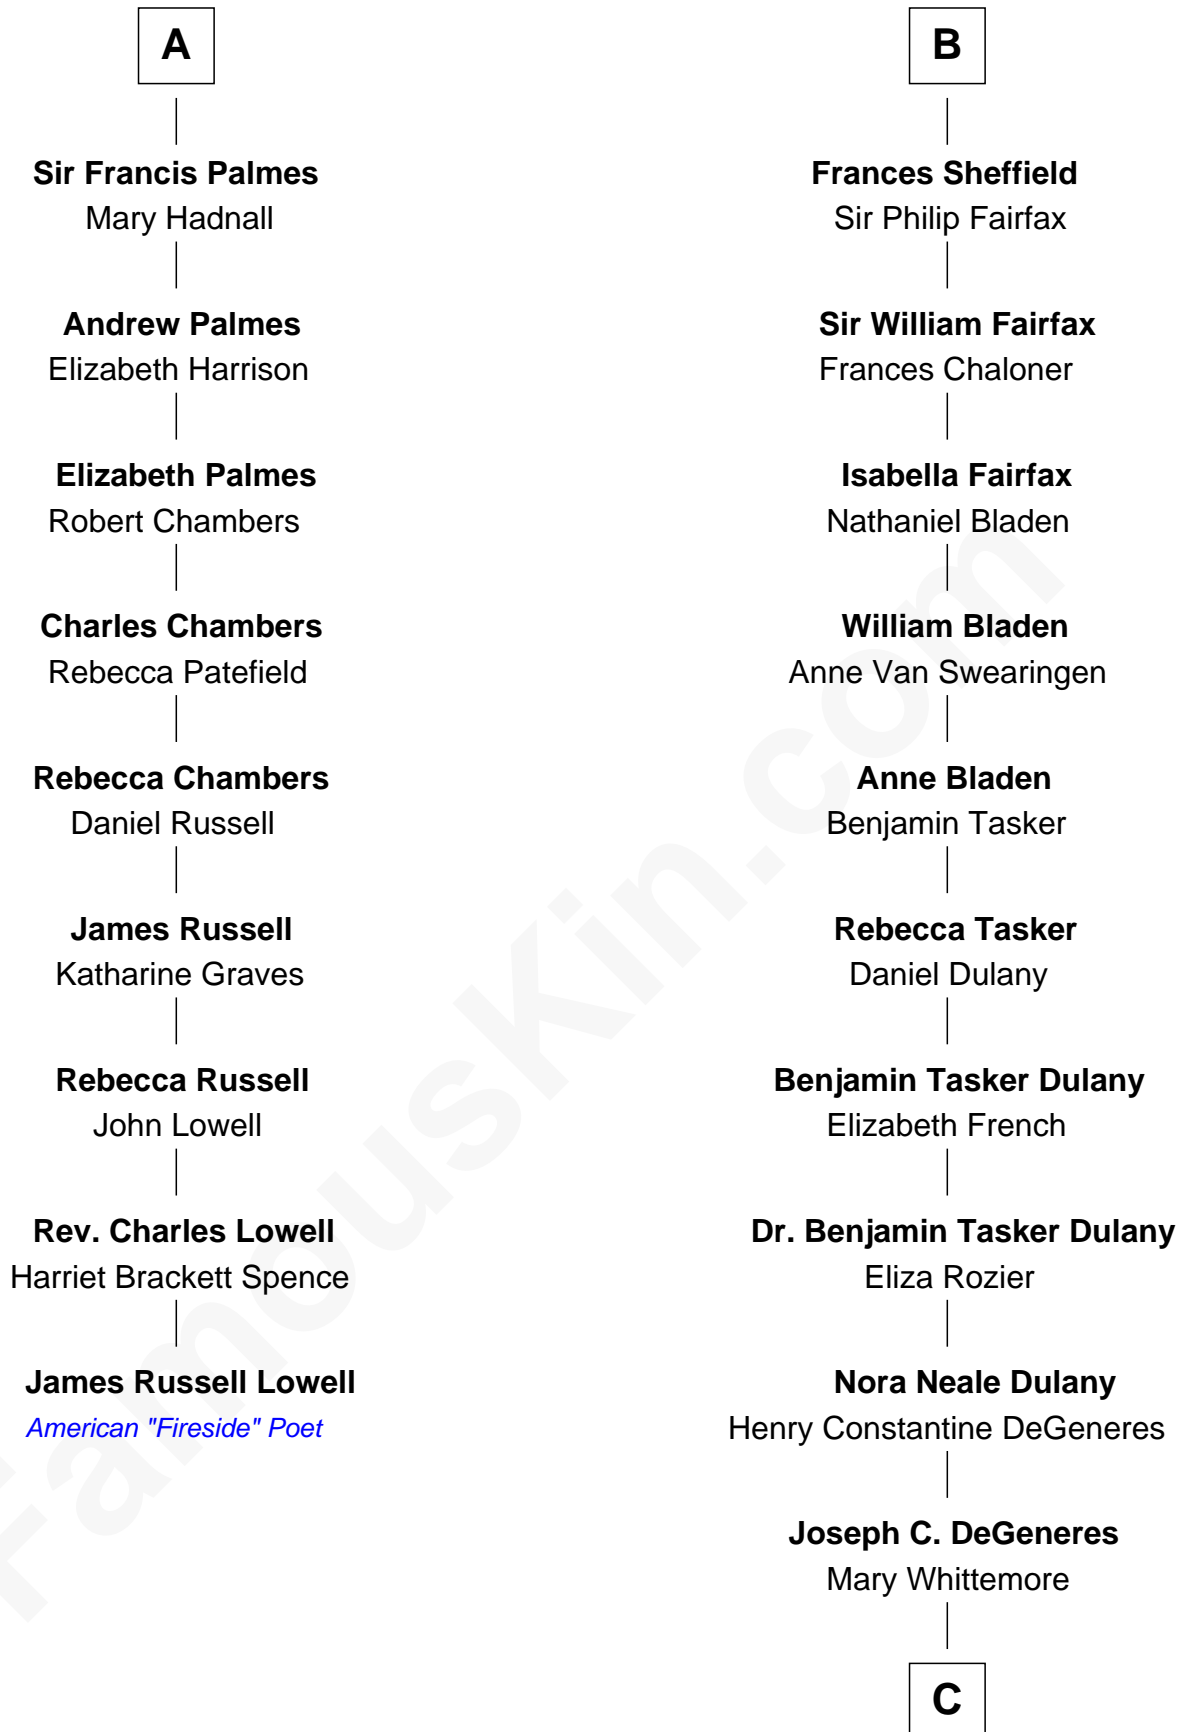 A
Sir Francis Palmes
Mary Hadnall
Andrew Palmes
Elizabeth Harrison
Elizabeth Palmes
Robert Chambers
Charles Chambers
Rebecca Patefield
Rebecca Chambers
Daniel Russell
James Russell
Katharine Graves
Rebecca Russell
John Lowell
Rev. Charles Lowell
Harriet Brackett Spence
James Russell Lowell
American "Fireside" Poet
B
Frances Sheffield
Sir Philip Fairfax
Sir William Fairfax
Frances Chaloner
Isabella Fairfax
Nathaniel Bladen
William Bladen
Anne Van Swearingen
Anne Bladen
Benjamin Tasker
Rebecca Tasker
Daniel Dulany
Benjamin Tasker Dulany
Elizabeth French
Dr. Benjamin Tasker Dulany
Eliza Rozier
Nora Neale Dulany
Henry Constantine DeGeneres
Joseph C. DeGeneres
Mary Whittemore
C
FamousKin.com